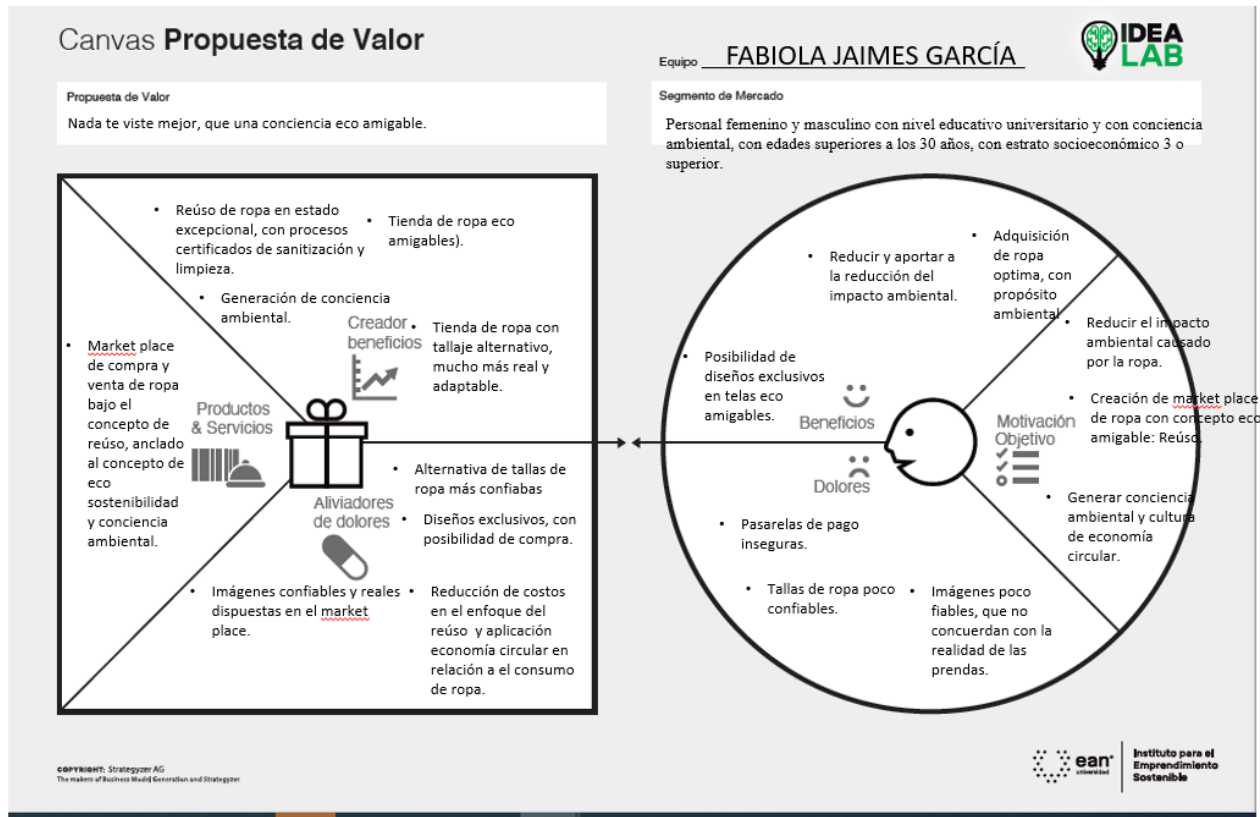 Canvas Propuesta de Valor
Equipo FABIOLA JAIMES GARCÍA
IDEA
LAB
Propuesta de Valor
Nada te viste mejor, que una conciencia eco amigable.
Segmento de Mercado
Personal femenino y masculino con nivel educativo universitario y con conciencia
ambiental, con edades superiores a los 30 años, con estrato socioeconómico 3 o
superior.
• Reúso de ropa en estado
excepcional, con procesos
certificados de sanitización y
limpieza.
• Tienda de ropa eco
amigables).
• Generación de conciencia
ambiental.
Creador
beneficios
• Tienda de ropa con
tallaje alternativo,
mucho más real y
adaptable.
• Market place
de compra y
venta de ropa
bajo el
concepto de
reúso, anclado
al concepto de
eco
sostenibilidad
y conciencia
ambiental.
Productos
& Servicios
• Alternativa de tallas de
ropa más confiabas
Aliviadores
de dolores
• Diseños exclusivos, con
posibilidad de compra.
• Imágenes confiables y reales
dispuestas en el market
place.
• Reducción de costos
en el enfoque del
reúso y aplicación
economía circular en
relación a el consumo
de ropa.
• Reducir y aportar a
la reducción del
impacto ambiental.
• Adquisición
de ropa
optima, con
propósito
ambiental
• Posibilidad de
diseños exclusivos
en telas eco
amigables.
Beneficios
• Reducir el impacto
ambiental causado
por la ropa.
• Creación de market place
de ropa con concepto eco
amigable: Reúso.
Motivación
Objetivo
• Generar conciencia
ambiental y cultura
de economía
circular.
Dolores
• Pasarelas de pago
inseguras.
• Tallas de ropa poco
confiables.
• Imágenes poco
fiables, que no
concuerdan con la
realidad de las
prendas.
COPYRIGHT: Strategyzer AG
The makers of Business Model Generation and Strategyzer
ean
universidad
Instituto para el
Emprendimiento
Sostenible